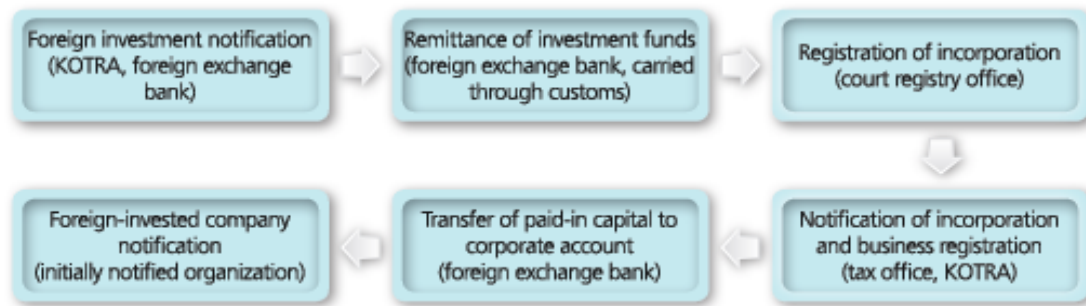 Foreign investment notification
(KOTRA, foreign exchange
bank)
Remittance of investment funds
(foreign exchange bank, carried
through customs)
Registration of incorporation
(court registry office)
Notification of incorporation
and business registration
(tax office, KOTRA)
Transfer of paid-in capital to
corporate account
(foreign exchange bank)
Foreign-invested company
notification
(initially notified organization)